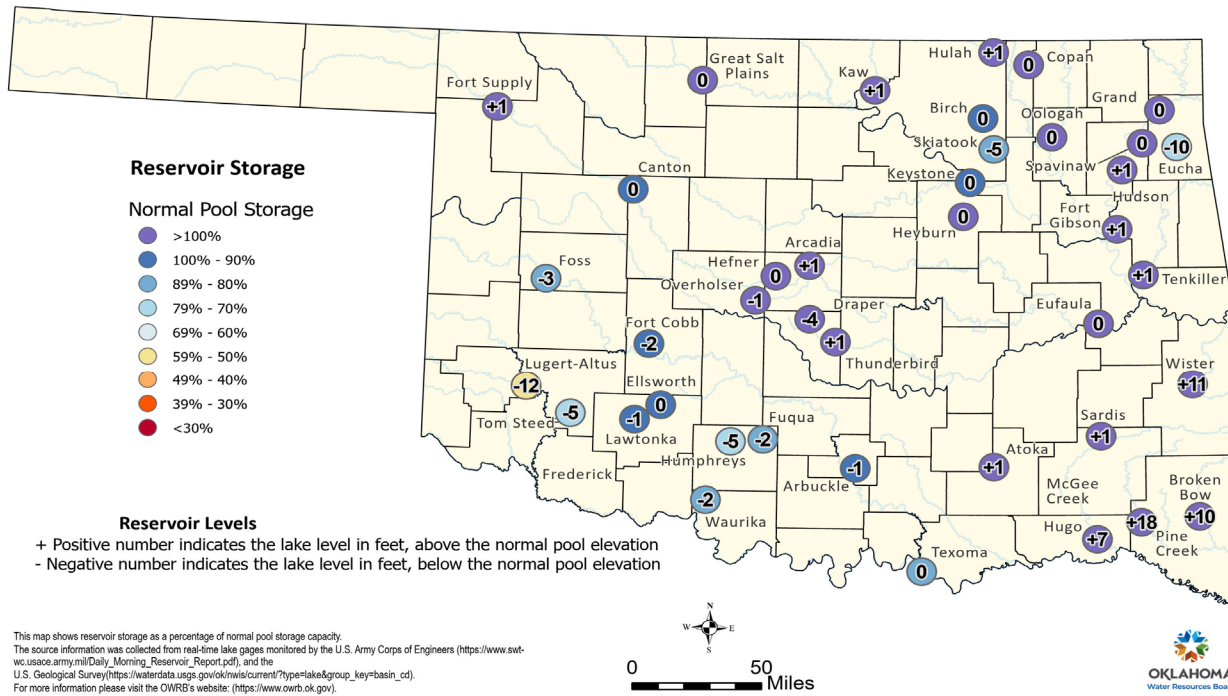 Hulah
+1
0
Copan
Great Salt
Plains
0
Kaw
+1
Fort Supply
+1
Grand
0
Birch
0
Oologah
0
Skiatook
-5
Spavinaw
0
-10
Eucha
Reservoir Storage
Canton
0
Keystone
0
+1
Hudson
Normal Pool Storage
>100%
100% - 90%
89% - 80%
79% - 70%
69% - 60%
59% - 50%
49% - 40%
39% - 30%
<30%
Heyburn
0
Fort
Gibson
+1
Arcadia
+1
Foss
-3
Hefner
0
Overholser
-1
+1
Tenkiller
Draper
-4
Eufaula
0
Fort Cobb
-2
+1
Thunderbird
Lugert-Altus
-12
Wister
+11
Ellsworth
0
Tom Steed
-5
-1
Lawtonka
Fuqua
-2
Sardis
+1
-5
Humphreys
Atoka
+1
Frederick
Arbuckle
-1
McGee
Creek
Broken
Bow
+10
-2
Waurika
Hugo
+7
+18
Pine
Creek
Texoma
0
Reservoir Levels
+ Positive number indicates the lake level in feet, above the normal pool elevation
- Negative number indicates the lake level in feet, below the normal pool elevation
N
W
E
S
0
50
Miles
This map shows reservoir storage as a percentage of normal pool storage capacity.
The source information was collected from real-time lake gages monitored by the U.S. Army Corps of Engineers (https://www.swt-
wc.usace.army.mil/Daily_Morning_Reservoir_Report.pdf), and the
U.S. Geological Survey(https://waterdata.usgs.gov/ok/nwis/current/?type=lake&group_key=basin_cd).
For more information please visit the OWRB's website: (https://www.owrb.ok.gov).
OKLAHOMA
Water Resources Boa